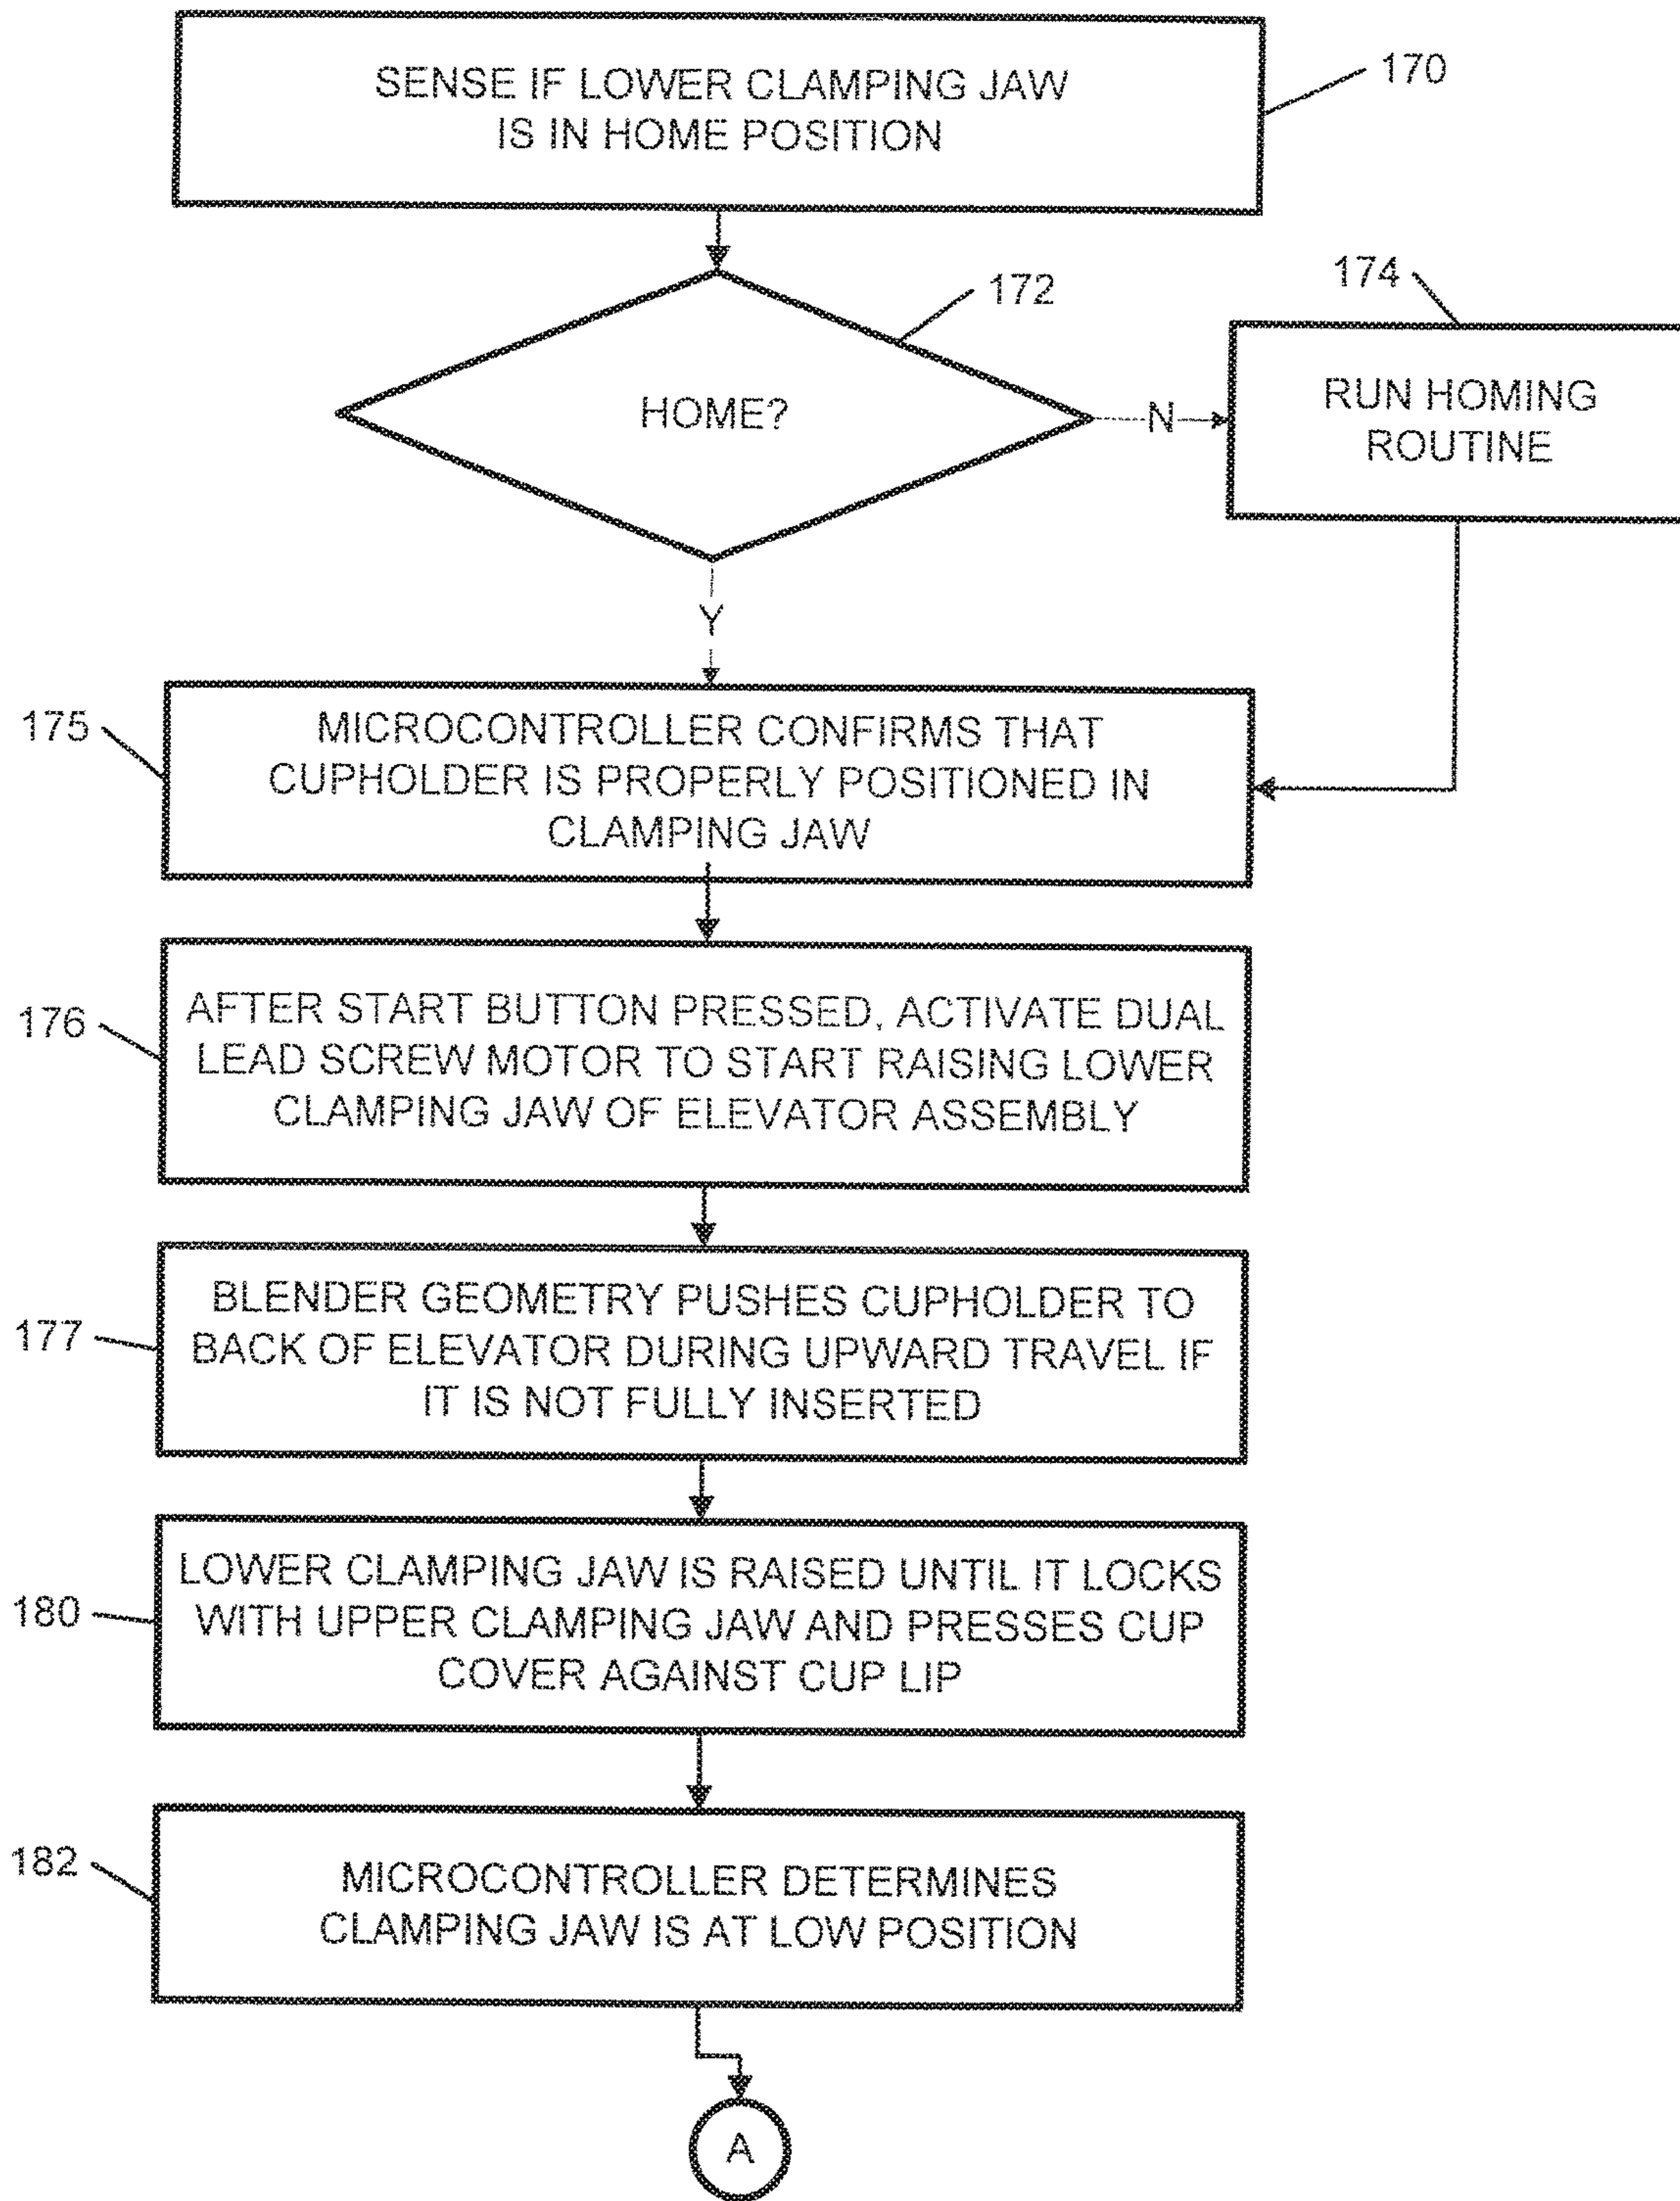 SENSE IF LOWER CLAMPING JAW
IS IN HOME POSITION
170
172
HOME?
N
174
RUN HOMING
ROUTINE
Y
175
MICROCONTROLLER CONFIRMS THAT
CUPHOLDER IS PROPERLY POSITIONED IN
CLAMPING JAW
176
AFTER START BUTTON PRESSED, ACTIVATE DUAL
LEAD SCREW MOTOR TO START RAISING LOWER
CLAMPING JAW OF ELEVATOR ASSEMBLY
177
BLENDER GEOMETRY PUSHES CUPHOLDER TO
BACK OF ELEVATOR DURING UPWARD TRAVEL IF
IT IS NOT FULLY INSERTED
180
LOWER CLAMPING JAW IS RAISED UNTIL IT LOCKS
WITH UPPER CLAMPING JAW AND PRESSES CUP
COVER AGAINST CUP LIP
182
MICROCONTROLLER DETERMINES
CLAMPING JAW IS AT LOW POSITION
A